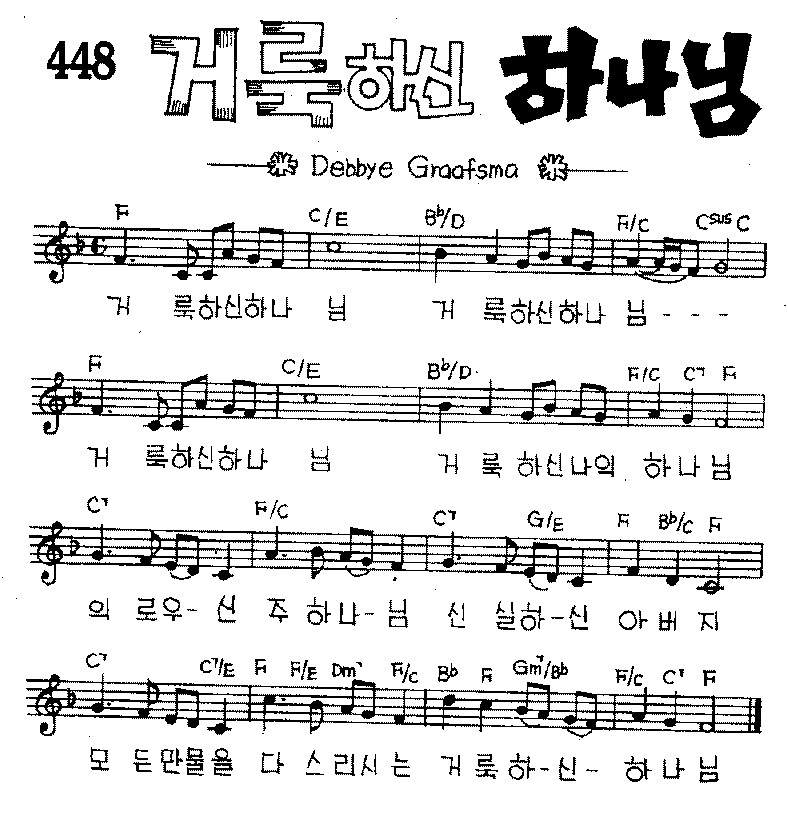 448 거룩하신 하나님
Debbye Graafsma
F C/E B♭/D F/C Csus C
거 룩하신하나 님 거 룩하신하나 님 - - -
F C/E B♭/D F/C C7 F
거 룩하신하나 님 거 룩 하신나의 하나님
C7 F/C C7 G/E F B♭/C F
의 로우- 신 주 하나- 님 신 실하- 신 아 버 지
C7 C7/E F F/E Dm7 F/C B♭ F Gm7/B♭ F/C C7 F
모 든만물을 다 스리시는 거 룩 하- 신- 하 나 님